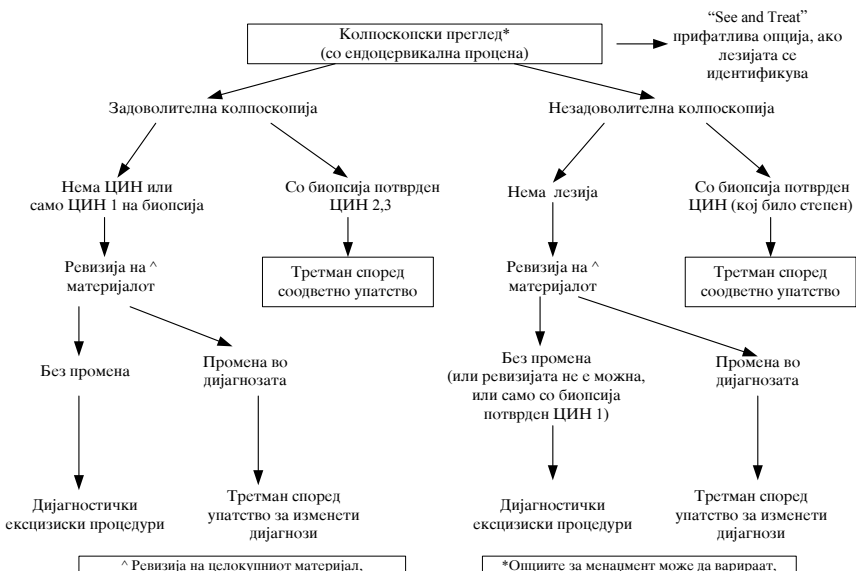 Колпоскопски преглед*
(со ендоцервикална процена)
“See and Treat”
прифатлива опција, ако
лезијата се
идентификува
Задоволителна колпоскопија
Незадоволителна колпоскопија
Нема ЦИН или
само ЦИН 1 на биопсија
Со биопсија потврден
ЦИН 2,3
Нема лезија
Со биопсија потврден
ЦИН (кој било степен)
Ревизија на ^
материјалот
Третман според
соодветно упатство
Ревизија на ^
материјалот
Третман според
соодветно упатство
Без промена
Промена во
дијагнозата
Без промена
(или ревизијата не е можна,
или само со биопсија
потврден ЦИН 1)
Промена во
дијагнозата
Дијагностички
ексцизиски процедури
Третман според
упатство за изменети
дијагнози
Дијагностички
ексцизиски процедури
Третман според
упатство за изменети
дијагнози
^ Ревизија на целокупниот материјал,
*Опциите за менаџмент може да варираат,